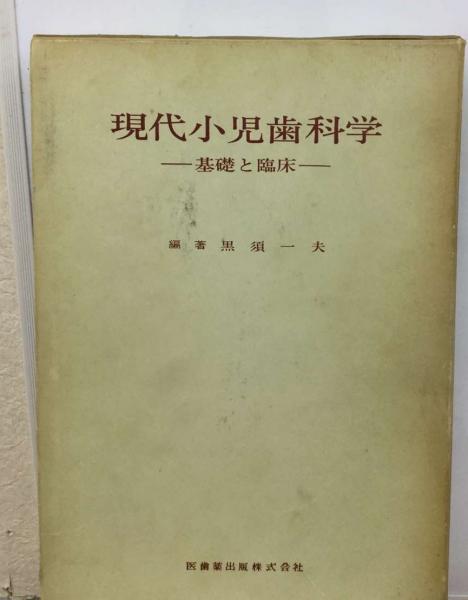 現代小児歯科学
―基礎と臨床―
編著 黒須一夫
医歯薬出版株式会社